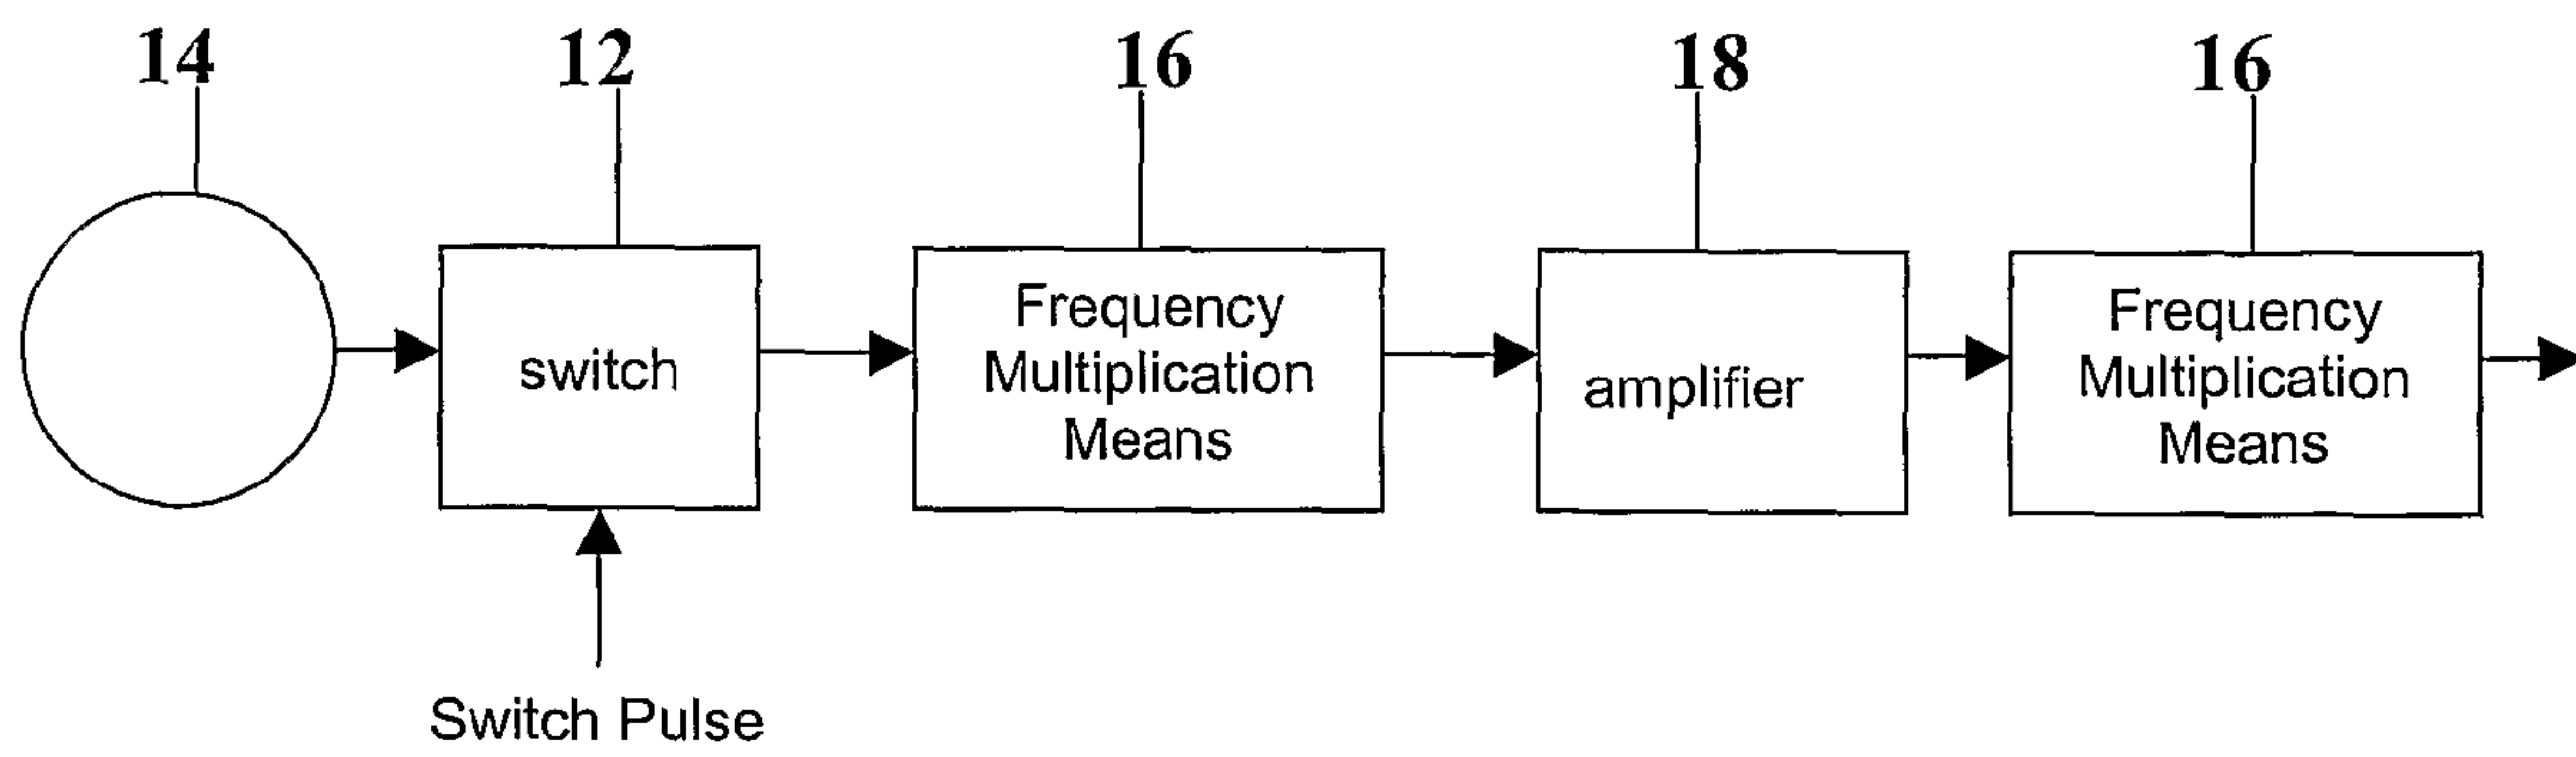 14
12
16
18
16
switch
Frequency
Multiplication
Means
amplifier
Frequency
Multiplication
Means
Switch Pulse